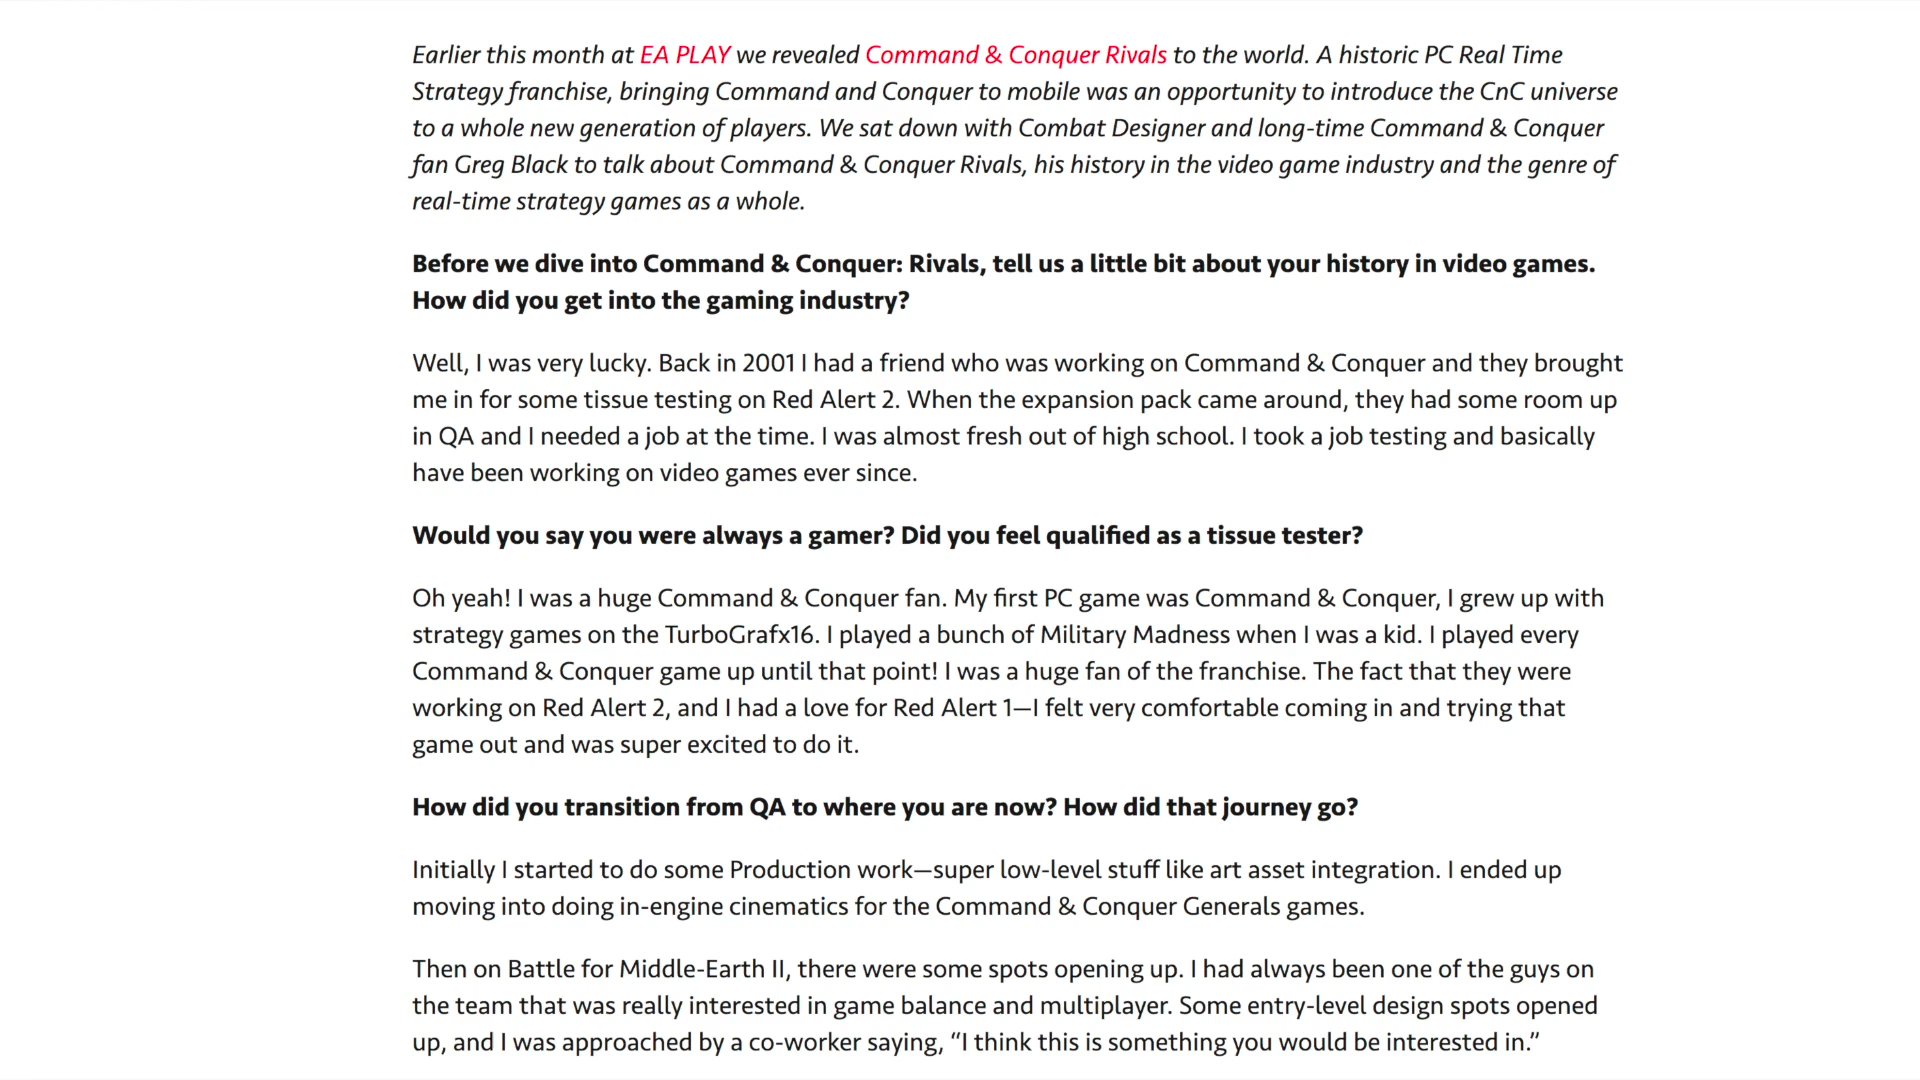 Earlier this month at EA PLAY we revealed Command & Conquer Rivals to the world. A historic PC Real Time
Strategy franchise, bringing Command and Conquer to mobile was an opportunity to introduce the CnC universe
to a whole new generation of players. We sat down with Combat Designer and long-time Command & Conquer
fan Greg Black to talk about Command & Conquer Rivals, his history in the video game industry and the genre of
real-time strategy games as a whole.
Before we dive into Command & Conquer: Rivals, tell us a little bit about your history in video games.
How did you get into the gaming industry?
Well, I was very lucky. Back in 2001 I had a friend who was working on Command & Conquer and they brought
me in for some tissue testing on Red Alert 2. When the expansion pack came around, they had some room up
in QA and I needed a job at the time. I was almost fresh out of high school. I took a job testing and basically
have been working on video games ever since.
Would you say you were always a gamer? Did you feel qualified as a tissue tester?
Oh yeah! I was a huge Command & Conquer fan. My first PC game was Command & Conquer, I grew up with
strategy games on the TurboGrafx16. I played a bunch of Military Madness when I was a kid. I played every
Command & Conquer game up until that point! I was a huge fan of the franchise. The fact that they were
working on Red Alert 2, and I had a love for Red Alert 1—I felt very comfortable coming in and trying that
game out and was super excited to do it.
How did you transition from QA to where you are now? How did that journey go?
Initially I started to do some Production work—super low-level stuff like art asset integration. I ended up
moving into doing in-engine cinematics for the Command & Conquer Generals games.
Then on Battle for Middle-Earth II, there were some spots opening up. I had always been one of the guys on
the team that was really interested in game balance and multiplayer. Some entry-level design spots opened
up, and I was approached by a co-worker saying, “I think this is something you would be interested in.”